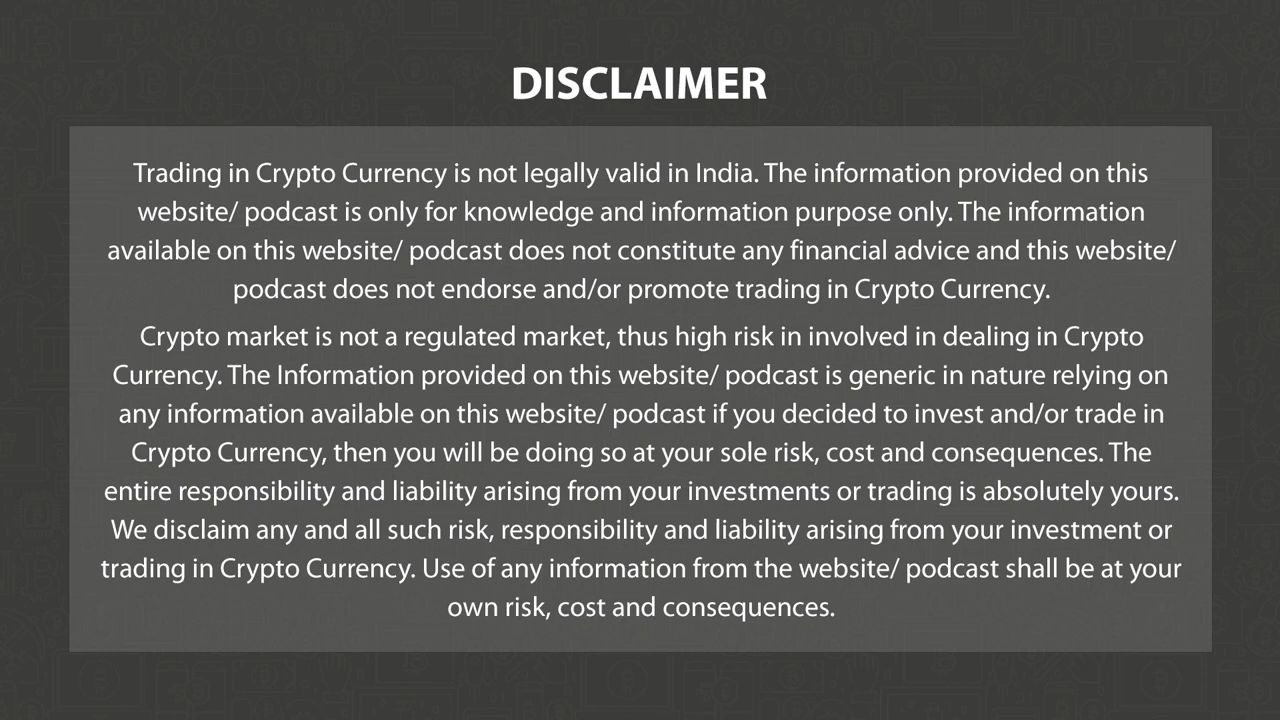 DISCLAIMER
Trading in Crypto Currency is not legally valid in India. The information provided on this
website/ podcast is only for knowledge and information purpose only. The information
available on this website/ podcast does not constitute any financial advice and this website/
podcast does not endorse and/or promote trading in Crypto Currency.
Crypto market is not a regulated market, thus high risk in involved in dealing in Crypto
Currency. The Information provided on this website/ podcast is generic in nature relying on
any information available on this website/ podcast if you decided to invest and/or trade in
Crypto Currency, then you will be doing so at your sole risk, cost and consequences. The
entire responsibility and liability arising from your investments or trading is absolutely yours.
We disclaim any and all such risk, responsibility and liability arising from your investment or
trading in Crypto Currency. Use of any information from the website/ podcast shall be at your
own risk, cost and consequences.